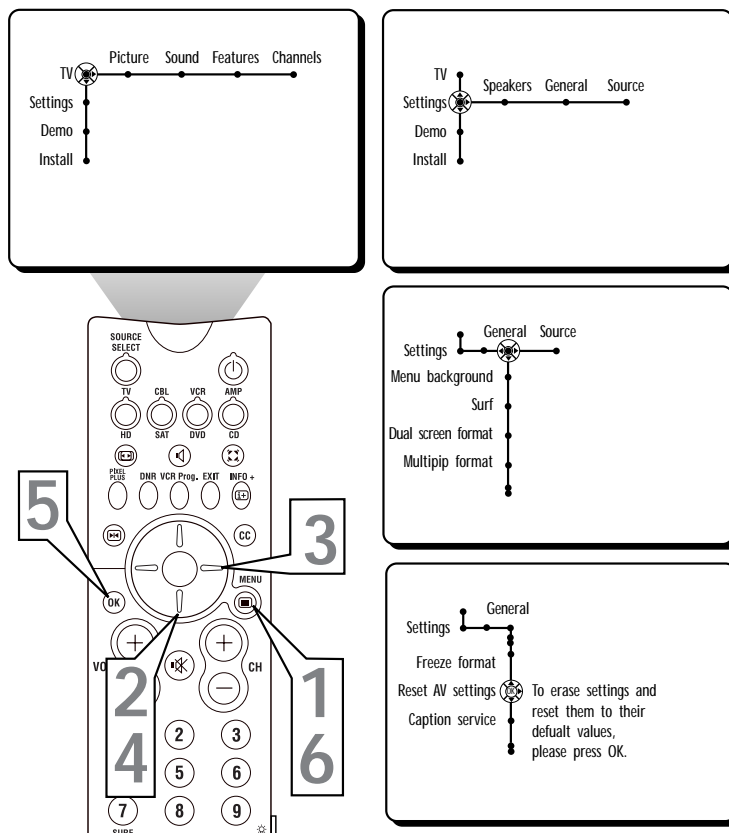 Picture Sound Features Channels
TV
Settings
Demo
Install
TV
Speakers General Source
Settings
Demo
Install
General Source
Settings
Menu background
Surf
Dual screen format
Multipip format
General
Settings
Freeze format
Reset AV settings OK To erase settings and
reset them to their
defualt values,
please press OK.
Caption service
SOURCE
SELECT
TV CBL VCR AMP
HD SAT DVD CD
PIXEL
PLUS DNR VCR Prog. EXIT INFO +
i+
CC
MENU
OK
VO
CH
5
3
2
4
1
6
2 3
5 6
7 8 9
SURF